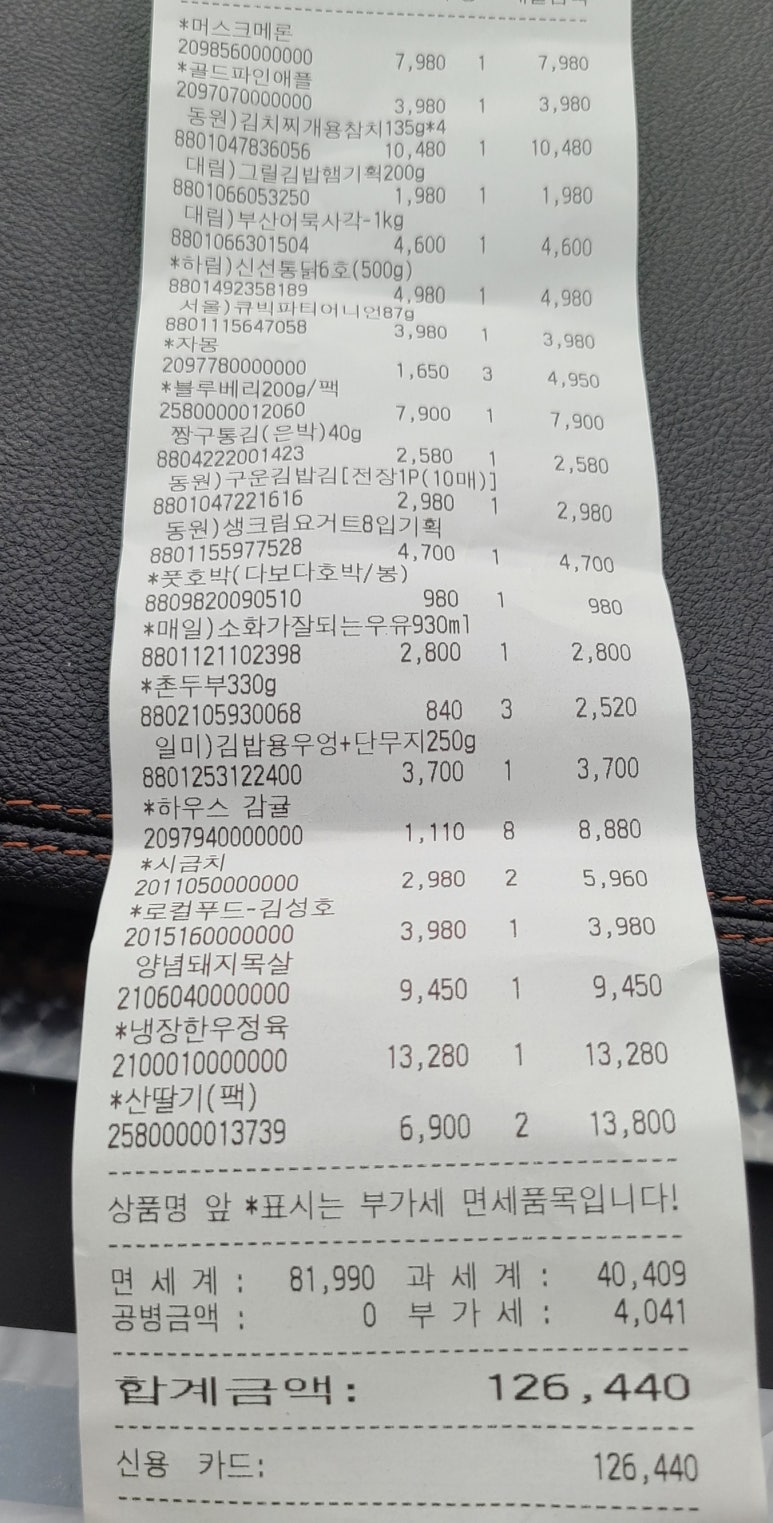 *머스크메론
2098560000000 7,980 1 7,980
*골드파인애플
2097070000000 3,980 1 3,980
동원)김치찌개용참치135g*4
8801047836056 10,480 1 10,480
대림)그릴김밥햄기획200g
8801066053250 1,980 1 1,980
대림)부산어묵사각-1kg
8801066301504 4,600 1 4,600
*하림)신선통닭6호(500g)
8801492358189 4,980 1 4,980
서울)큐빅파티어니언87g
8801115647058 3,980 1 3,980
*자몽
2097780000000 1,650 3 4,950
*블루베리200g/팩
2580000012060 7,900 1 7,900
짱구통김(은박)40g
8804222001423 2,580 1 2,580
동원)구운김밥김[전장1P(10매)]
8801047221616 2,980 1 2,980
동원)생크림요거트8입기획
8801155977528 4,700 1 4,700
*풋호박(다보다호박/봉)
8809820090510 980 1 980
*매일)소화가잘되는우유930ml
8801121102398 2,800 1 2,800
*촌두부330g
8802105930068 840 3 2,520
일미)김밥용우엉+단무지250g
8801253122400 3,700 1 3,700
*하우스 감귤
2097940000000 1,110 8 8,880
*시금치
2011050000000 2,980 2 5,960
*로컬푸드-김성호
2015160000000 3,980 1 3,980
양념돼지목살
2106040000000 9,450 1 9,450
*냉장한우정육
2100010000000 13,280 1 13,280
*산딸기(팩)
2580000013739 6,900 2 13,800
상품명 앞 *표시는 부가세 면세품목입니다!
면 세 계 : 81,990 과 세 계 : 40,409
공병금액 : 0 부 가 세 : 4,041
합계금액: 126,440
신용 카드: 126,440